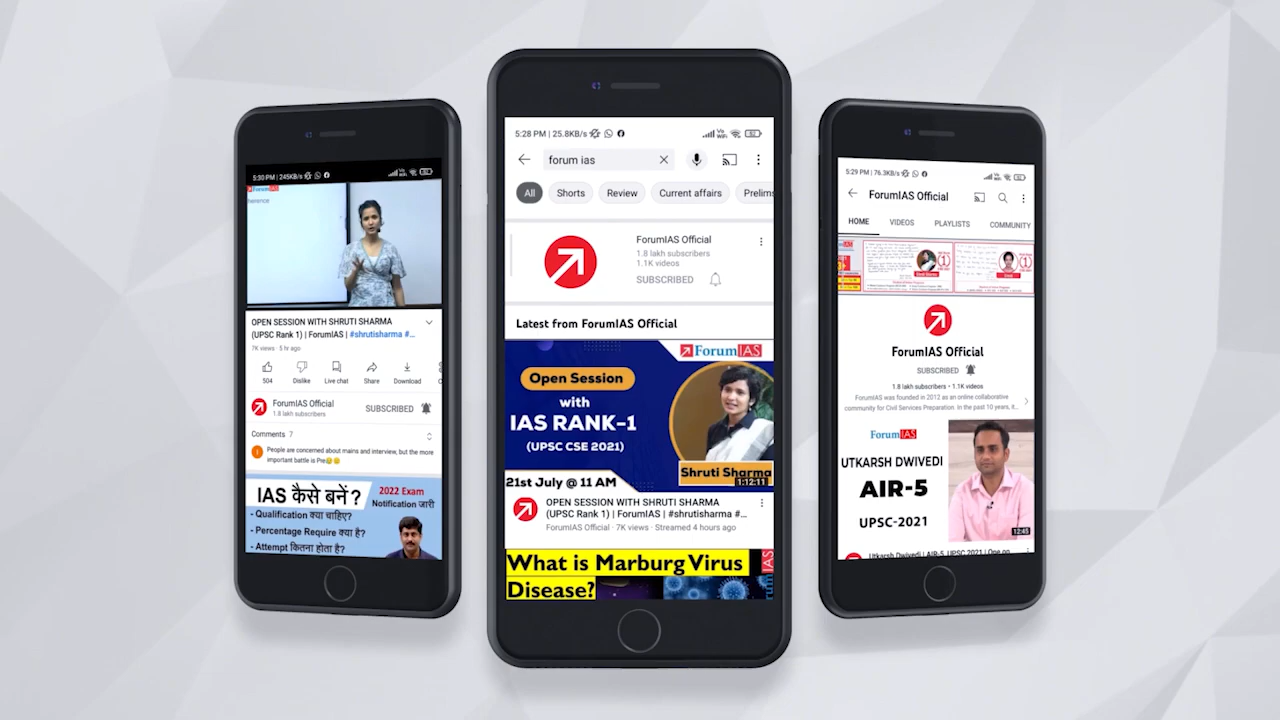 5:30 PM | 245KB/s
ForumIAS
herence
OPEN SESSION WITH SHRUTI SHARMA
(UPSC Rank 1) | ForumIAS | #shrutisharma #...
7K views · 5 hr ago
504
Dislike
Live chat
Share
Download
ForumIAS Official
1.8 lakh subscribers
SUBSCRIBED
Comments 7
People are concerned about mains and interview, but the more
important battle is Pre
IAS कैसे बनें ?
2022 Exam
Notification जारी
- Qualification क्या चाहिए?
- Percentage Require क्या है?
- Attempt कितना होता है?
5:28 PM | 25.8KB/s
Vo
WiFi
52
forum ias
All
Shorts
Review
Current affairs
Prelims
ForumIAS Official
1.8 lakh subscribers
1.1K videos
SUBSCRIBED
Latest from ForumIAS Official
ForumIAS
Open Session
with
IAS RANK-1
(UPSC CSE 2021)
Shruti Sharma
21st July @ 11 AM
1:12:11
OPEN SESSION WITH SHRUTI SHARMA
(UPSC Rank 1) | ForumIAS | #shrutisharma #...
ForumIAS Official · 7K views · Streamed 4 hours ago
What is Marburg Virus
Disease?
5:29 PM | 76.3KB/s
ForumIAS Official
HOME
VIDEOS
PLAYLISTS
COMMUNITY
ForumIAS Official
SUBSCRIBED
1.8 lakh subscribers • 1.1K videos
ForumIAS was founded in 2012 as an online collaborative
community for Civil Services Preparation. In the past 10 years, it...
ForumIAS
UTKARSH DWIVEDI
AIR-5
UPSC-2021
12:45
Utkarsh Dwivedi | AIR-5, UPSC 2021 | One on